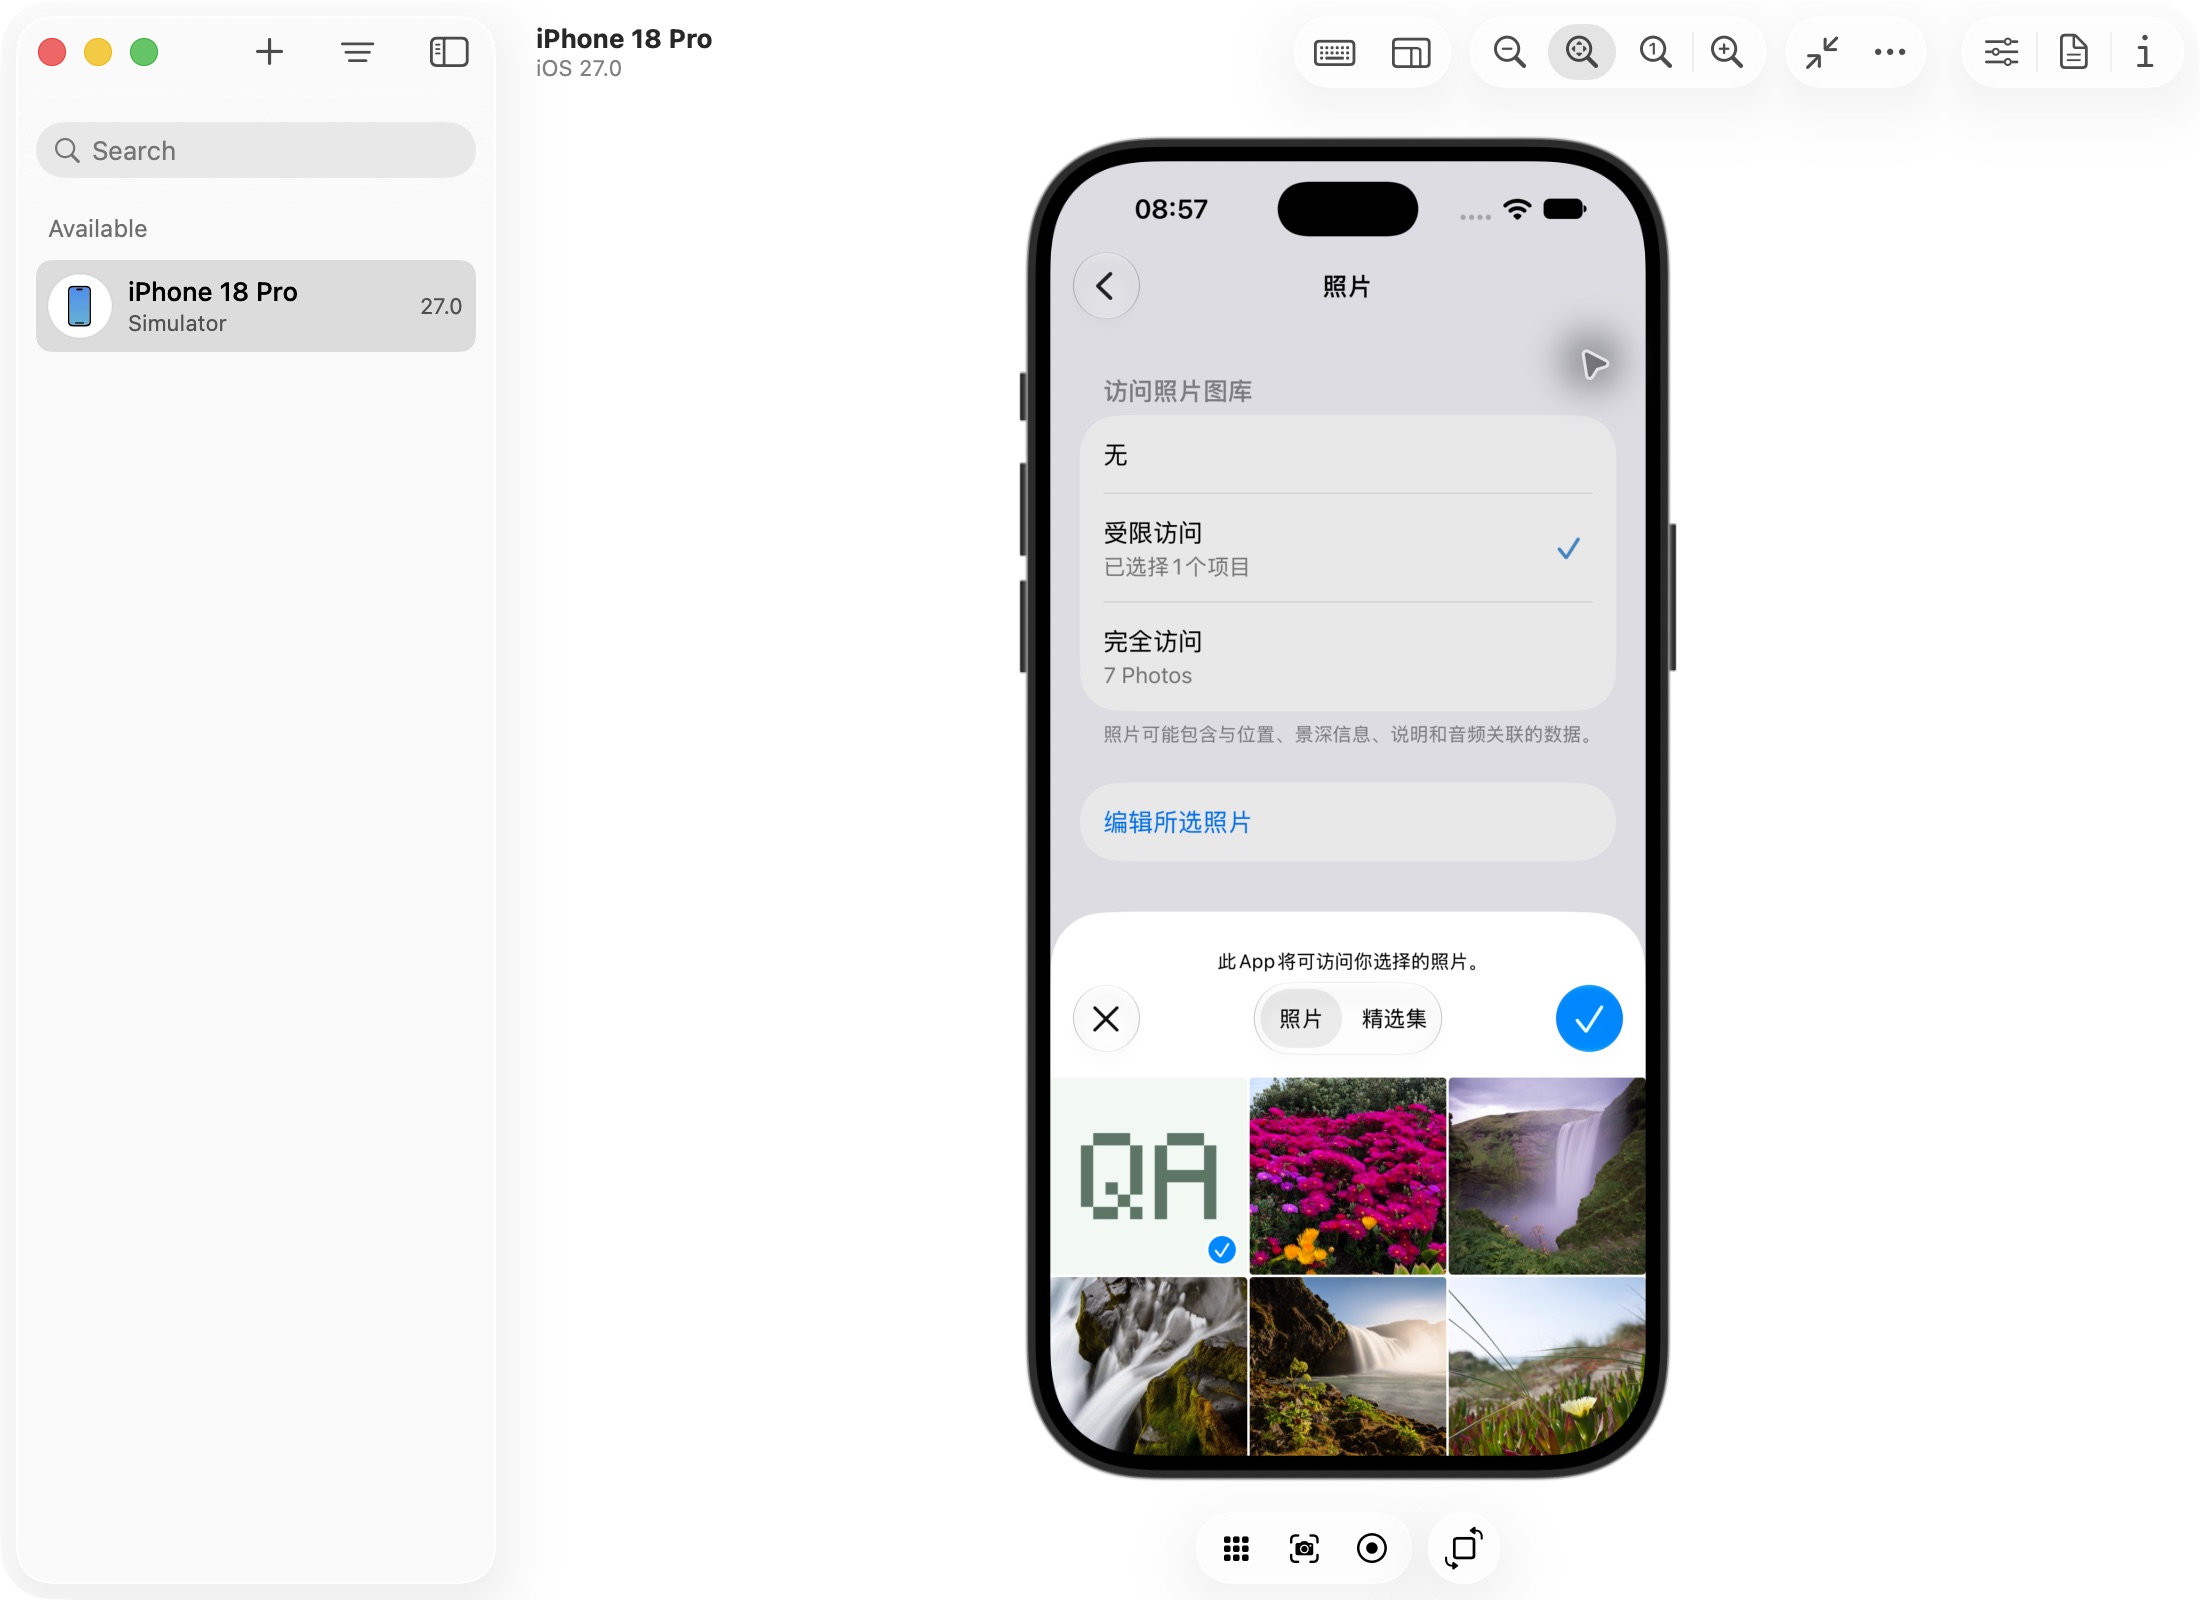 iPhone 18 Pro
iOS 27.0
Search
Available
iPhone 18 Pro
Simulator
27.0
08:57
照片
访问照片图库
无
受限访问
已选择1个项目
完全访问
7 Photos
照片可能包含与位置、景深信息、说明和音频关联的数据。
编辑所选照片
此App将可访问你选择的照片。
照片
精选集
QA